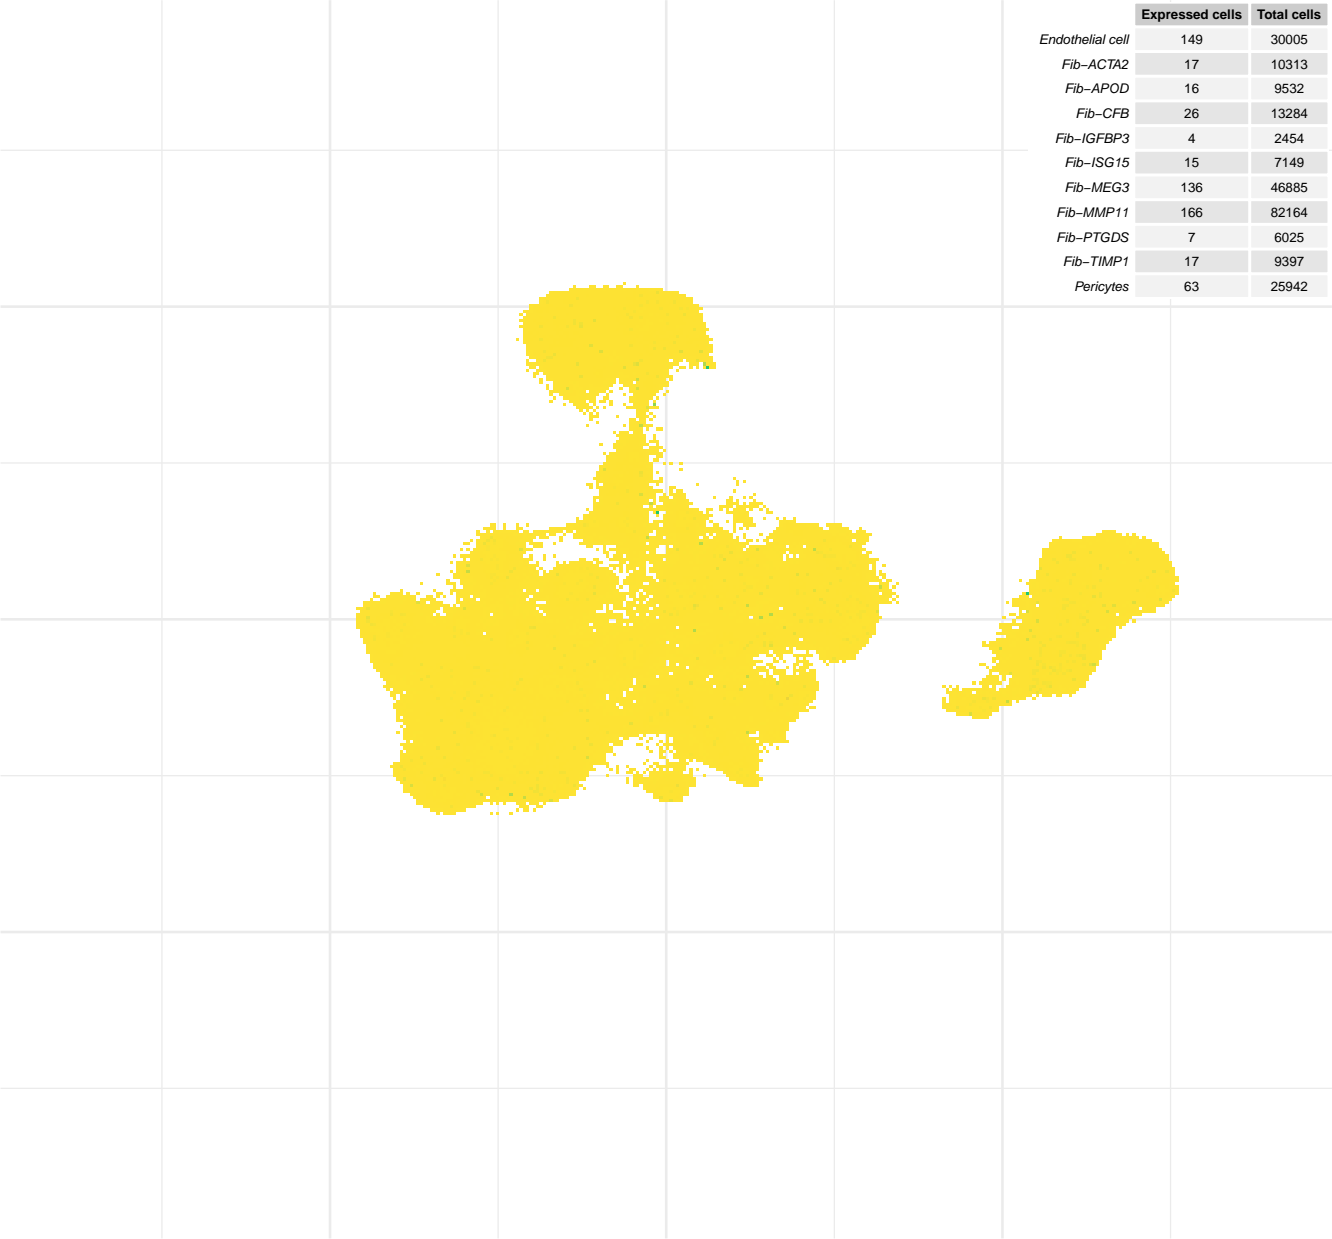 Expressed cells Total cells
Endothelial cell 149 30005
Fib−ACTA2 17 10313
Fib−APOD 16 9532
Fib−CFB 26 13284
Fib−IGFBP3 4 2454
Fib−ISG15 15 7149
Fib−MEG3 136 46885
Fib−MMP11 166 82164
Fib−PTGDS 7 6025
Fib−TIMP1 17 9397
Pericytes 63 25942